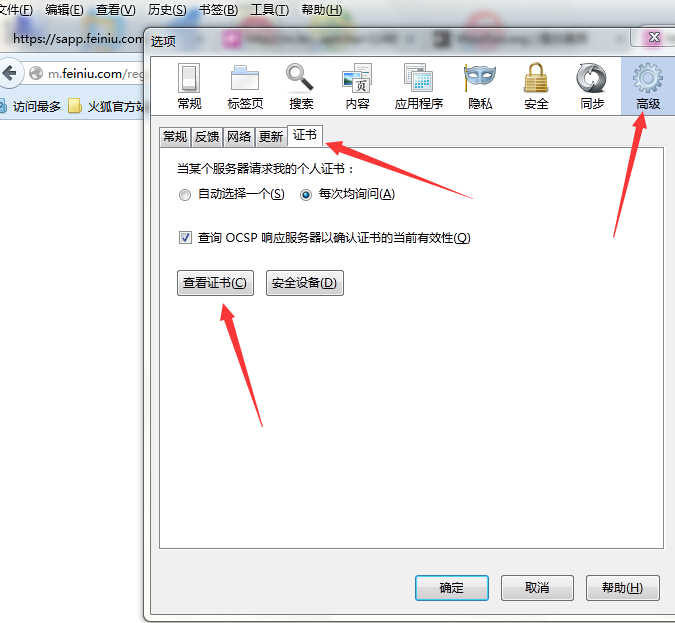 文件(F) 编辑(E) 查看(V) 历史(S) 书签(B) 工具(T) 帮助(H)
https://sapp.feiniu.com
选项
m.feiniu.com/reg
访问最多 火狐官方站
常规 标签页 搜索 内容 应用程序 隐私 安全 同步 高级
常规 反馈 网络 更新 证书
当某个服务器请求我的个人证书：
自动选择一个(S) 每次均询问(A)
查询 OCSP 响应服务器以确认证书的当前有效性(Q)
查看证书(C) 安全设备(D)
确定 取消 帮助(H)